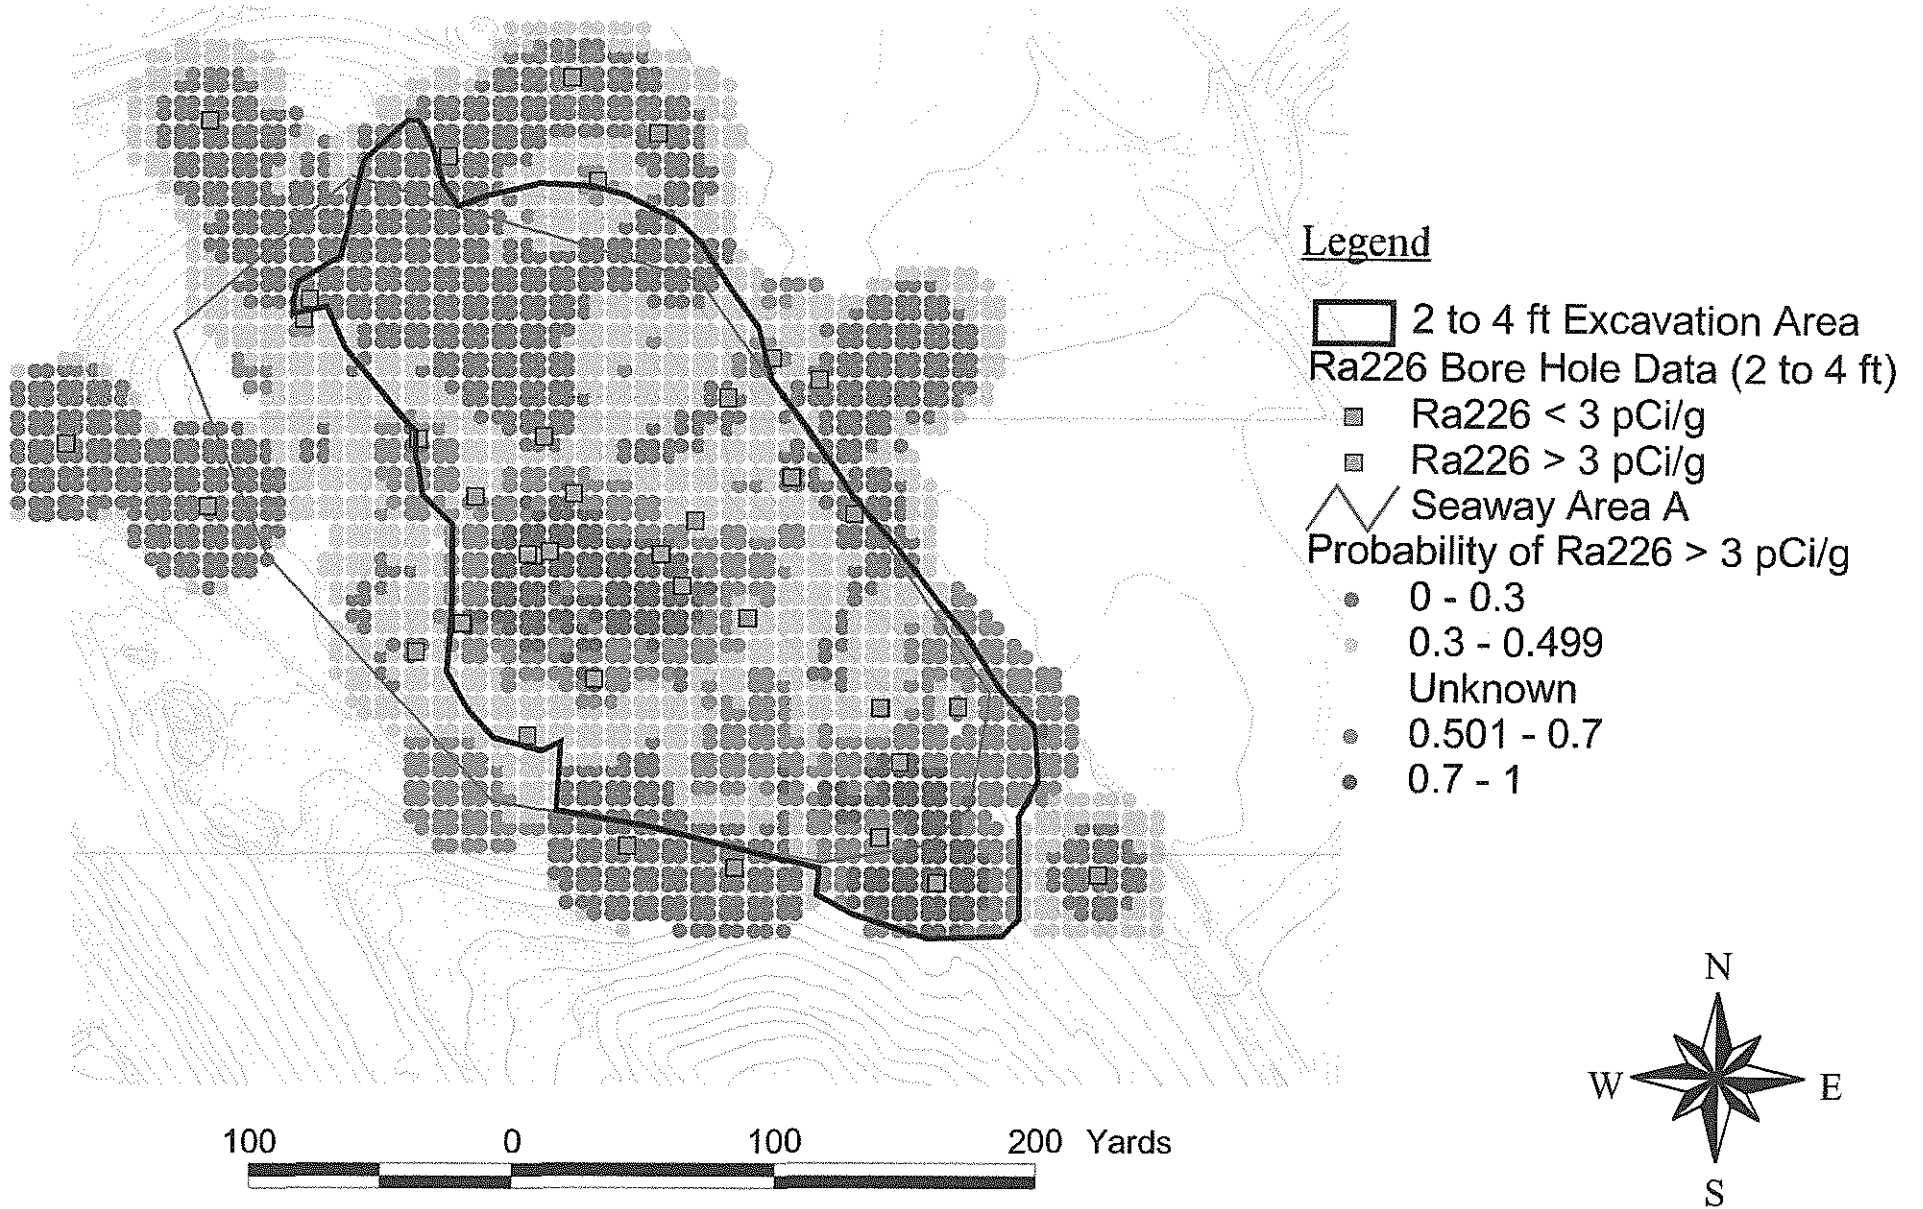 Legend
2 to 4 ft Excavation Area
Ra226 Bore Hole Data (2 to 4 ft)
Ra226 < 3 pCi/g
Ra226 > 3 pCi/g
Seaway Area A
Probability of Ra226 > 3 pCi/g
0 - 0.3
0.3 - 0.499
Unknown
0.501 - 0.7
0.7 - 1
N
W E
S
100 0 100 200 Yards